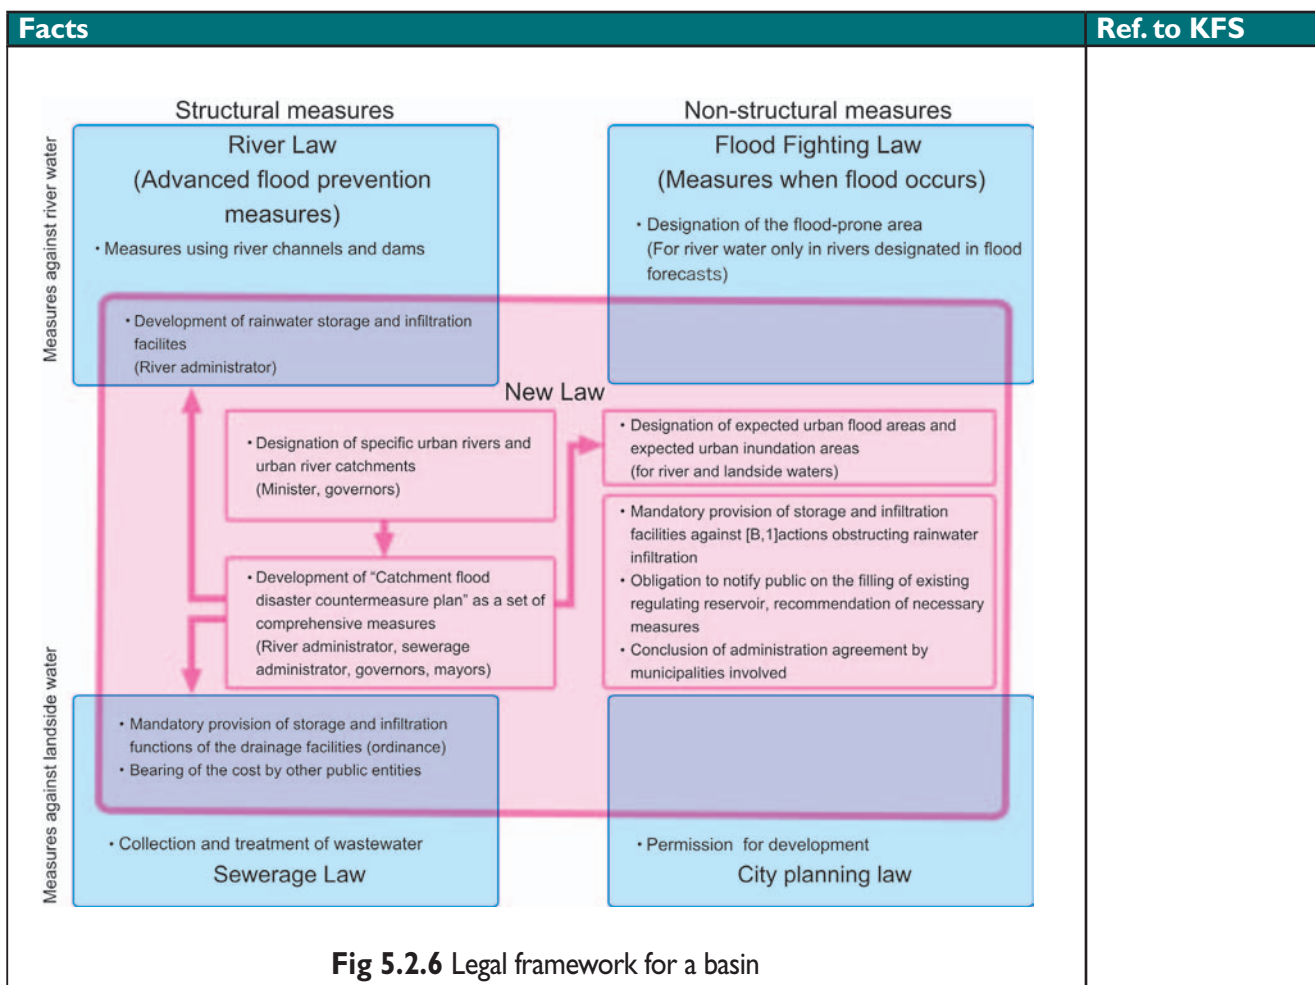 Facts
Ref. to KFS
Structural measures
Non-structural measures
Measures against river water
River Law
(Advanced flood prevention
measures)
• Measures using river channels and dams
Flood Fighting Law
(Measures when flood occurs)
• Designation of the flood-prone area
(For river water only in rivers designated in flood
forecasts)
• Development of rainwater storage and infiltration
facilites
(River administrator)
New Law
• Designation of specific urban rivers and
urban river catchments
(Minister, governors)
• Designation of expected urban flood areas and
expected urban inundation areas
(for river and landside waters)
• Development of “Catchment flood
disaster countermeasure plan” as a set of
comprehensive measures
(River administrator, sewerage
administrator, governors, mayors)
• Mandatory provision of storage and infiltration
facilities against [B,1]actions obstructing rainwater
infiltration
• Obligation to notify public on the filling of existing
regulating reservoir, recommendation of necessary
measures
• Conclusion of administration agreement by
municipalities involved
Measures against landside water
• Mandatory provision of storage and infiltration
functions of the drainage facilities (ordinance)
• Bearing of the cost by other public entities
• Collection and treatment of wastewater
Sewerage Law
• Permission for development
City planning law
Fig 5.2.6 Legal framework for a basin